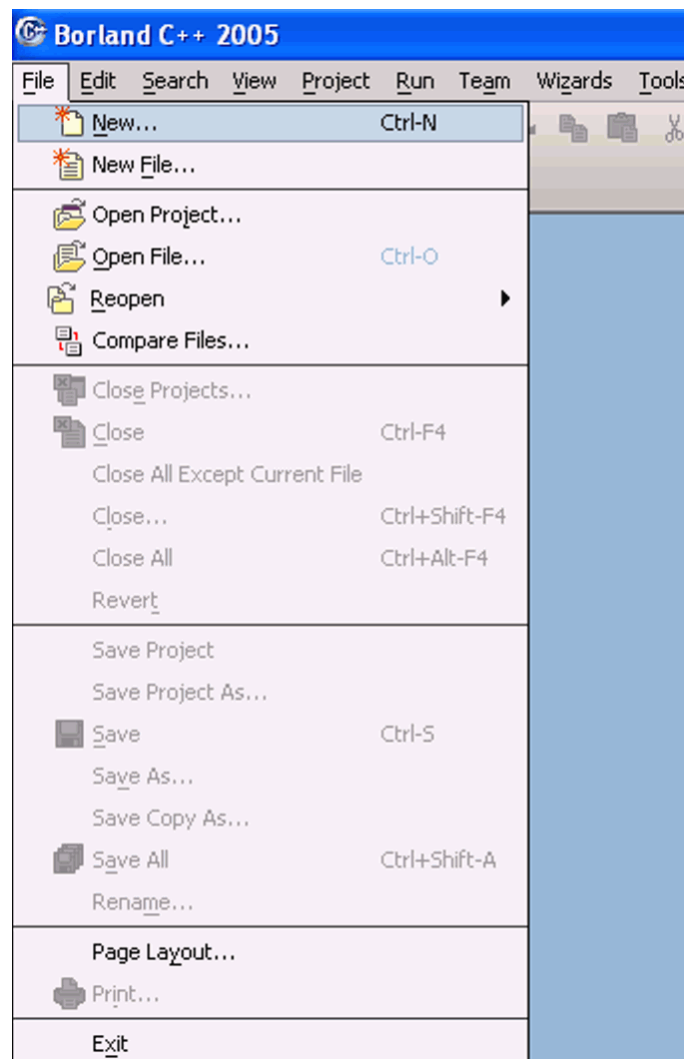 Borland C++ 2005
File Edit Search View Project Run Team Wizards Tools
New... Ctrl-N
New File...
Open Project...
Open File... Ctrl-O
Reopen
Compare Files...
Close Projects...
Close Ctrl-F4
Close All Except Current File
Close... Ctrl+Shift-F4
Close All Ctrl+Alt-F4
Revert
Save Project
Save Project As...
Save Ctrl-S
Save As...
Save Copy As...
Save All Ctrl+Shift-A
Rename...
Page Layout...
Print...
Exit